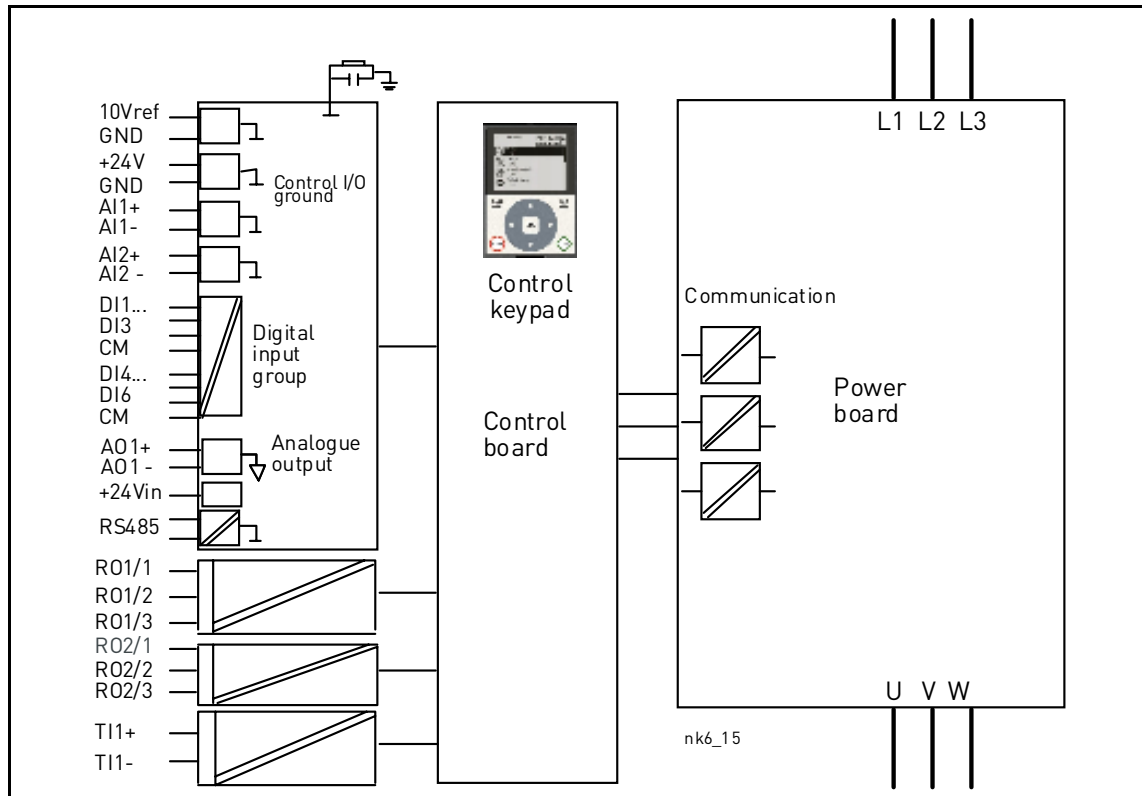 L1 L2 L3
10Vref
GND
+24V
GND
Control I/O
ground
AI1+
AI1-
AI2+
AI2 -
DI1...
DI3
CM
DI4...
DI6
CM
Digital
input
group
AO1+
AO1 -
Analogue
output
+24Vin
RS485
RO1/1
RO1/2
RO1/3
RO2/1
RO2/2
RO2/3
TI1+
TI1-
Control
keypad
Control
board
Communication
Power
board
U V W
nk6_15